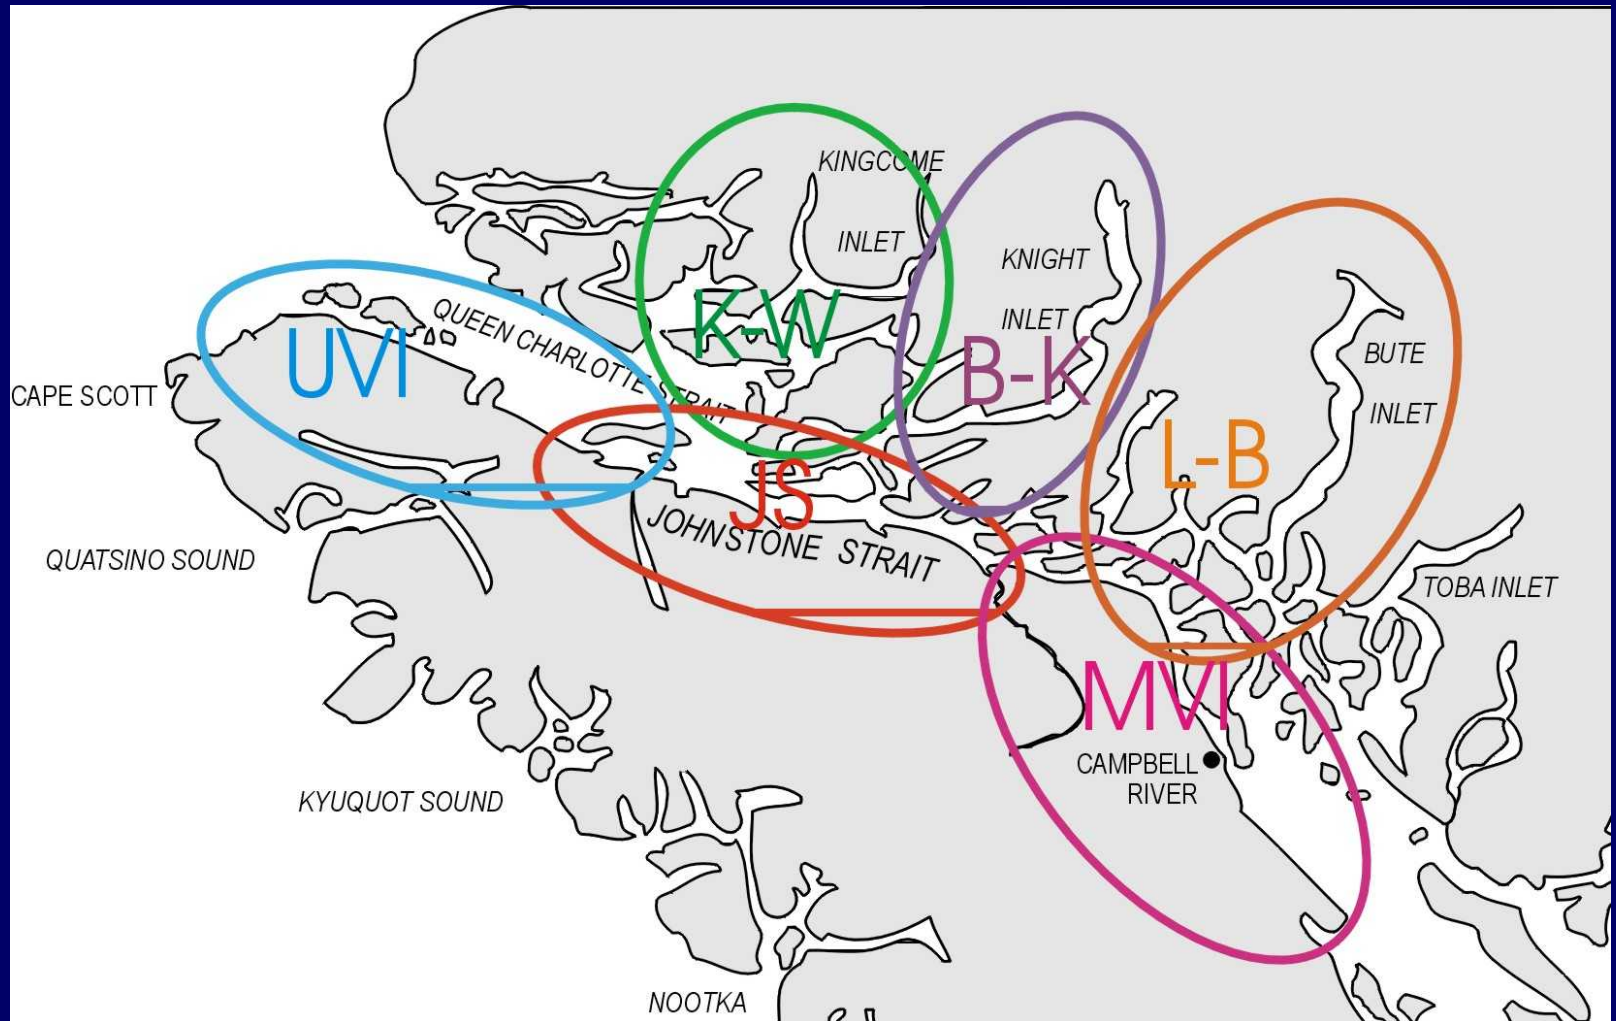 KINGCOME
INLET
KNIGHT
INLET
K-W
QUEEN CHARLOTTE STRAIT
UVI
B-K
BUTE
INLET
CAPE SCOTT
L-B
JS
JOHNSTONE STRAIT
QUATSINO SOUND
TOBA INLET
MVI
CAMPBELL
RIVER
KYUQUOT SOUND
NOOTKA